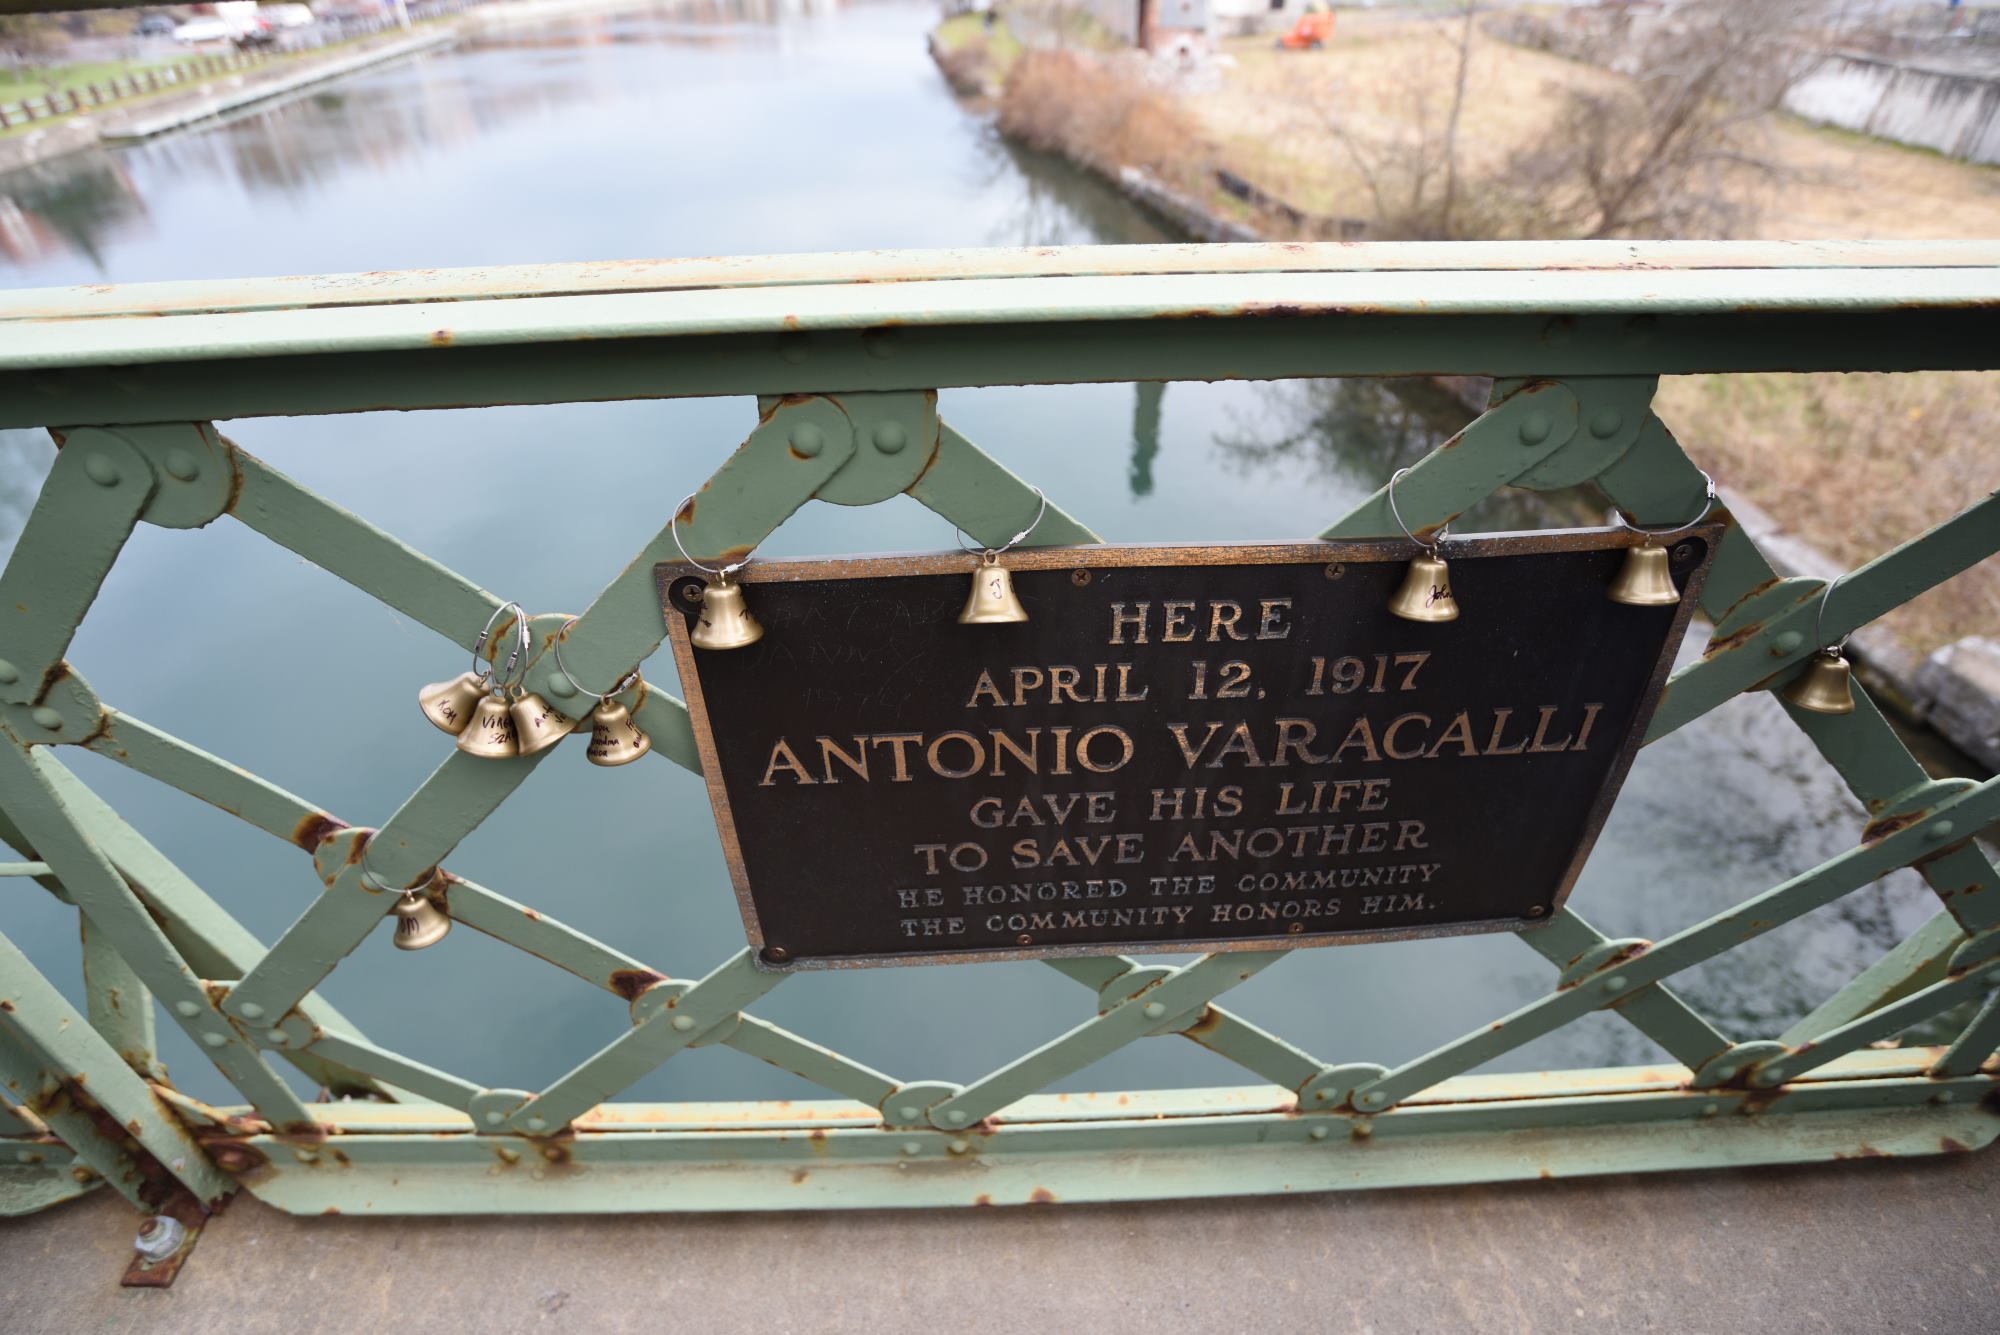 HERE
APRIL 12, 1917
ANTONIO VARACALLI
GAVE HIS LIFE
TO SAVE ANOTHER
HE HONORED THE COMMUNITY
THE COMMUNITY HONORS HIM.
J
John